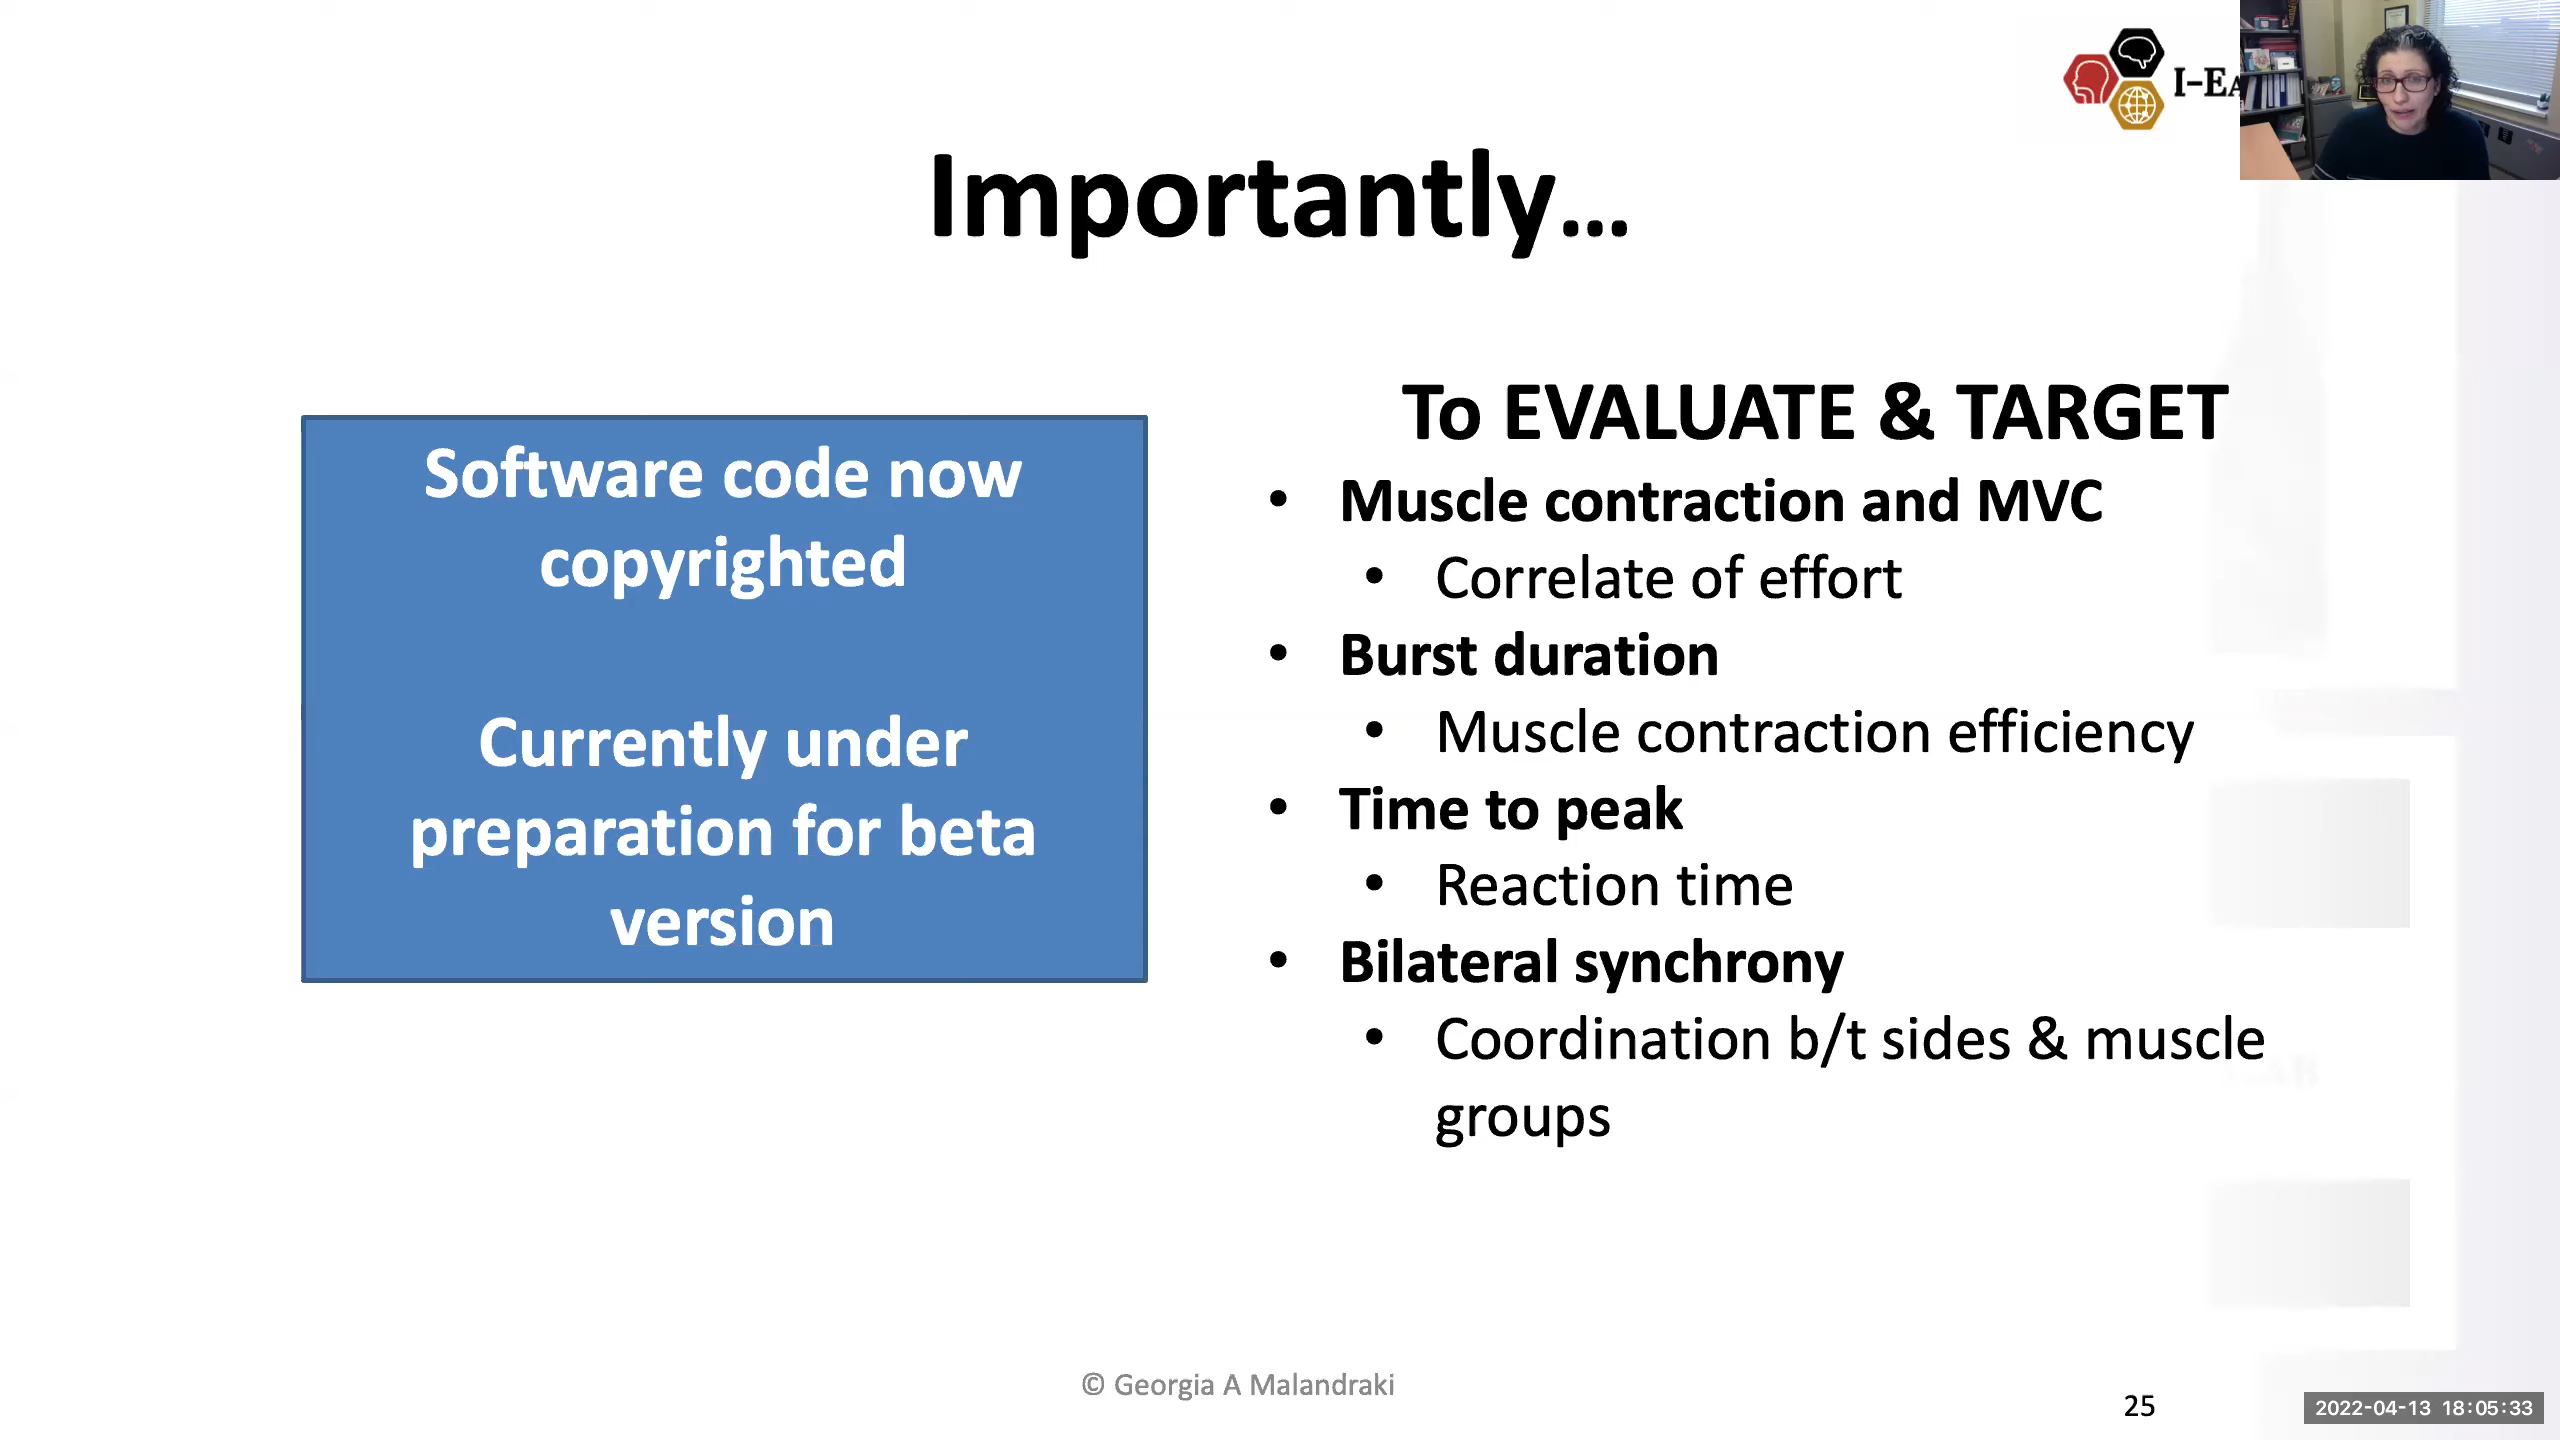 I-Ea
Importantly...
Software code now
copyrighted
Currently under
preparation for beta
version
To EVALUATE & TARGET
• Muscle contraction and MVC
• Correlate of effort
• Burst duration
• Muscle contraction efficiency
• Time to peak
• Reaction time
• Bilateral synchrony
• Coordination b/t sides & muscle
groups
© Georgia A Malandraki
25
2022-04-13 18:05:33